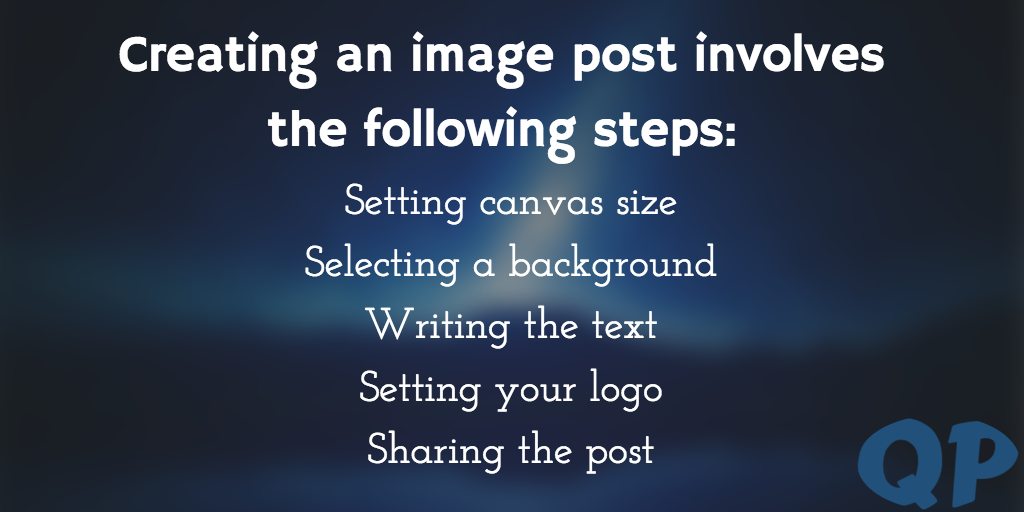 Creating an image post involves
the following steps:
Setting canvas size
Selecting a background
Writing the text
Setting your logo
Sharing the post
QP